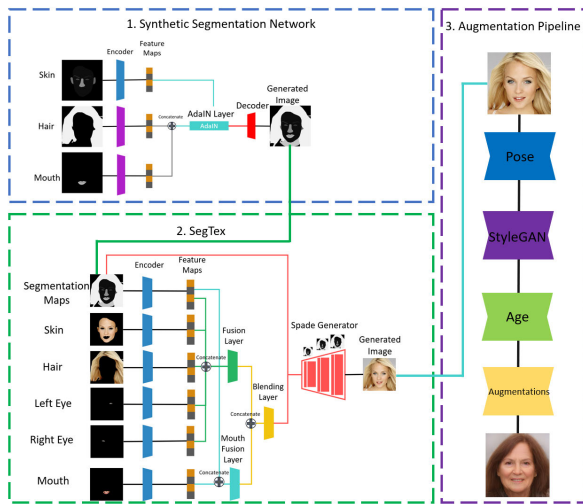 1. Synthetic Segmentation Network
Encoder
Feature
Maps
Skin
Hair
Mouth
Concatenate
AdaIN Layer
AdaIN
Decoder
Generated
Image
2. SegTex
Encoder
Feature
Maps
Segmentation
Maps
Skin
Hair
Left Eye
Right Eye
Mouth
Concatenate
Fusion
Layer
Concatenate
Mouth
Fusion
Layer
Concatenate
Blending
Layer
Spade Generator
Generated
Image
3. Augmentation Pipeline
Pose
StyleGAN
Age
Augmentations